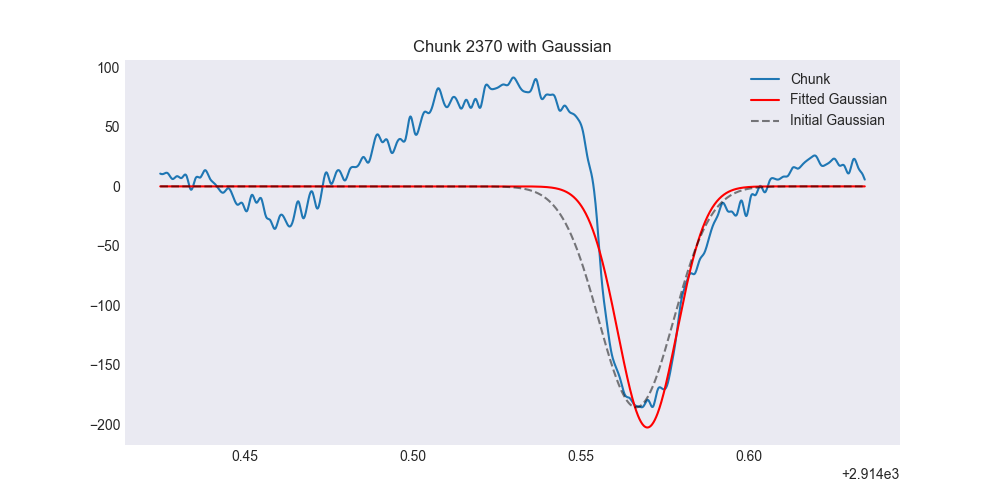 Chunk 2370 with Gaussian
100
50
0
−50
−100
−150
−200
Chunk
Fitted Gaussian
Initial Gaussian
0.45
0.50
0.55
0.60
+2.914e3